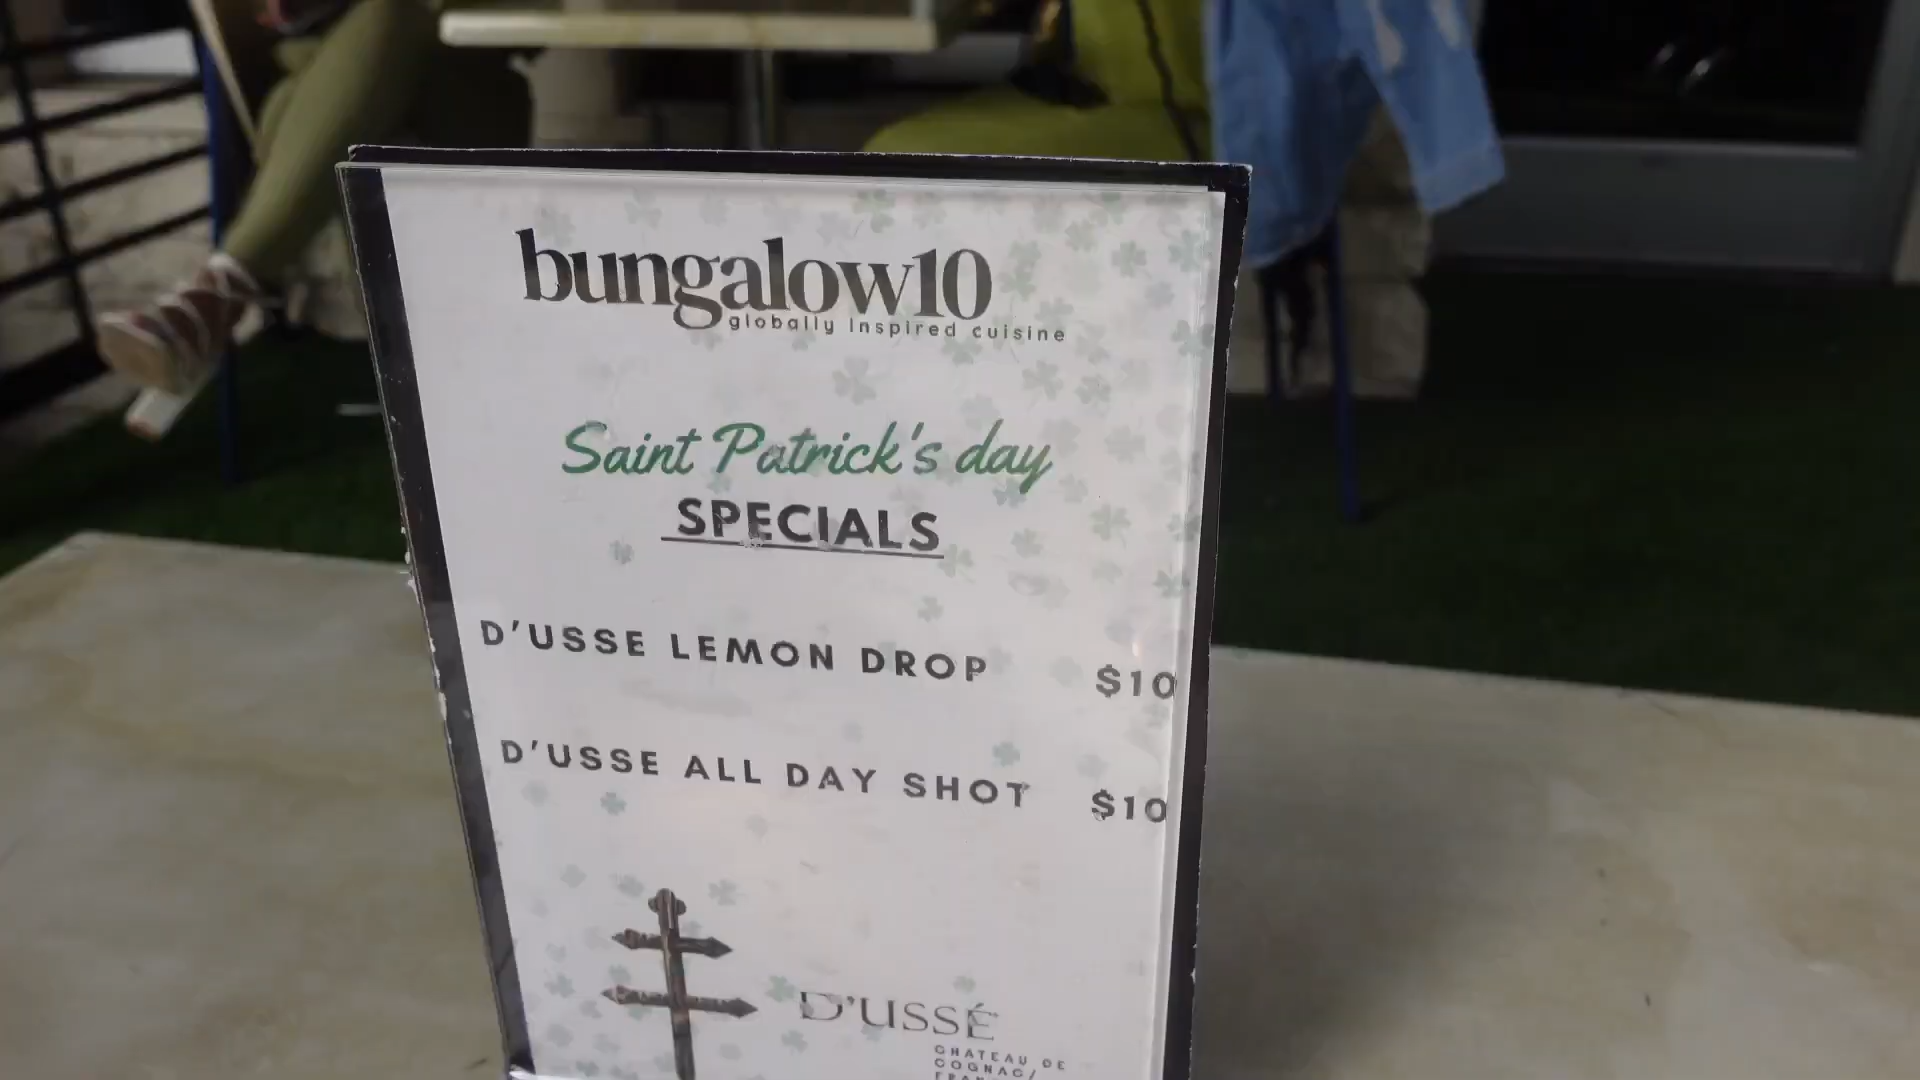 bungalow10
globally inspired cuisine
Saint Patrick's day
SPECIALS
D'USSE LEMON DROP $10
D'USSE ALL DAY SHOT $10
D'USSÉ
CHATEAU DE
COGNAC/